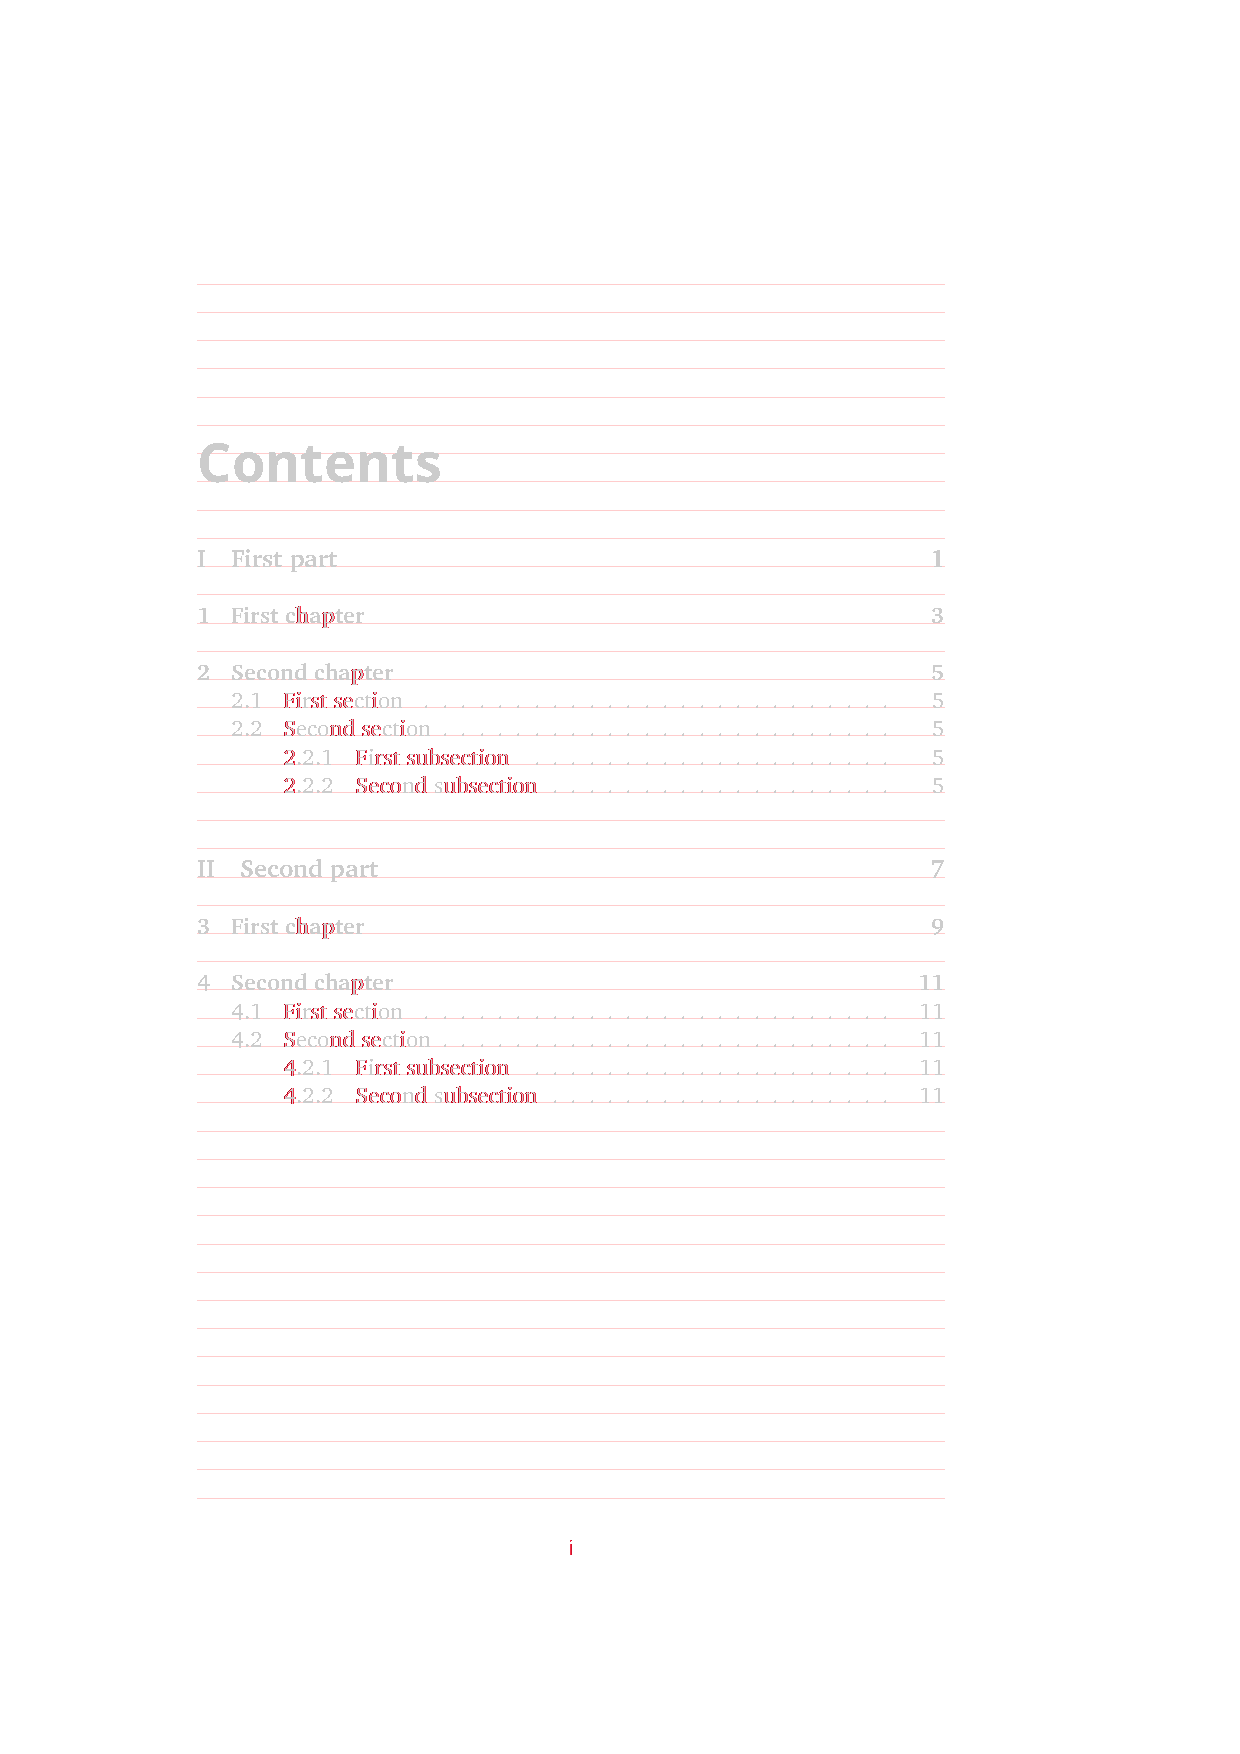 Contents
I First part 1
1 First chapter 3
2 Second chapter 5
2.1 First section . . . . . . . . . . . . . . . . . . . . . . . . . . 5
2.2 Second section . . . . . . . . . . . . . . . . . . . . . . . . . 5
2.2.1 First subsection . . . . . . . . . . . . . . . . . . . . 5
2.2.2 Second subsection . . . . . . . . . . . . . . . . . . . 5
II Second part 7
3 First chapter 9
4 Second chapter 11
4.1 First section . . . . . . . . . . . . . . . . . . . . . . . . . . 11
4.2 Second section . . . . . . . . . . . . . . . . . . . . . . . . . 11
4.2.1 First subsection . . . . . . . . . . . . . . . . . . . . 11
4.2.2 Second subsection . . . . . . . . . . . . . . . . . . . 11
i